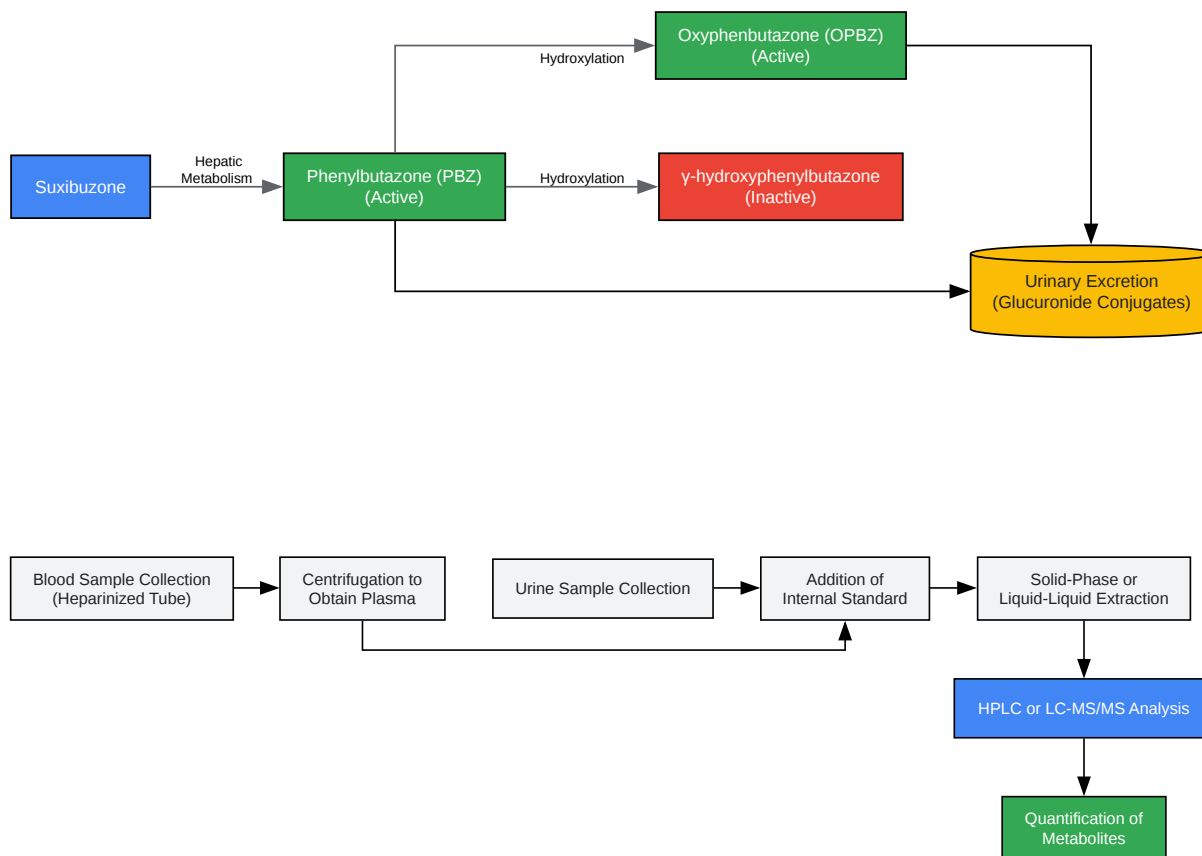 Oxyphenbutazone (OPBZ)
(Active)
Hydroxylation
Suxibuzone
Hepatic
Metabolism
Phenylbutazone (PBZ)
(Active)
Hydroxylation
γ-hydroxyphenylbutazone
(Inactive)
Urinary Excretion
(Glucuronide Conjugates)
Blood Sample Collection
(Heparinized Tube)
Centrifugation to
Obtain Plasma
Urine Sample Collection
Addition of
Internal Standard
Solid-Phase or
Liquid-Liquid Extraction
HPLC or LC-MS/MS Analysis
Quantification of
Metabolites